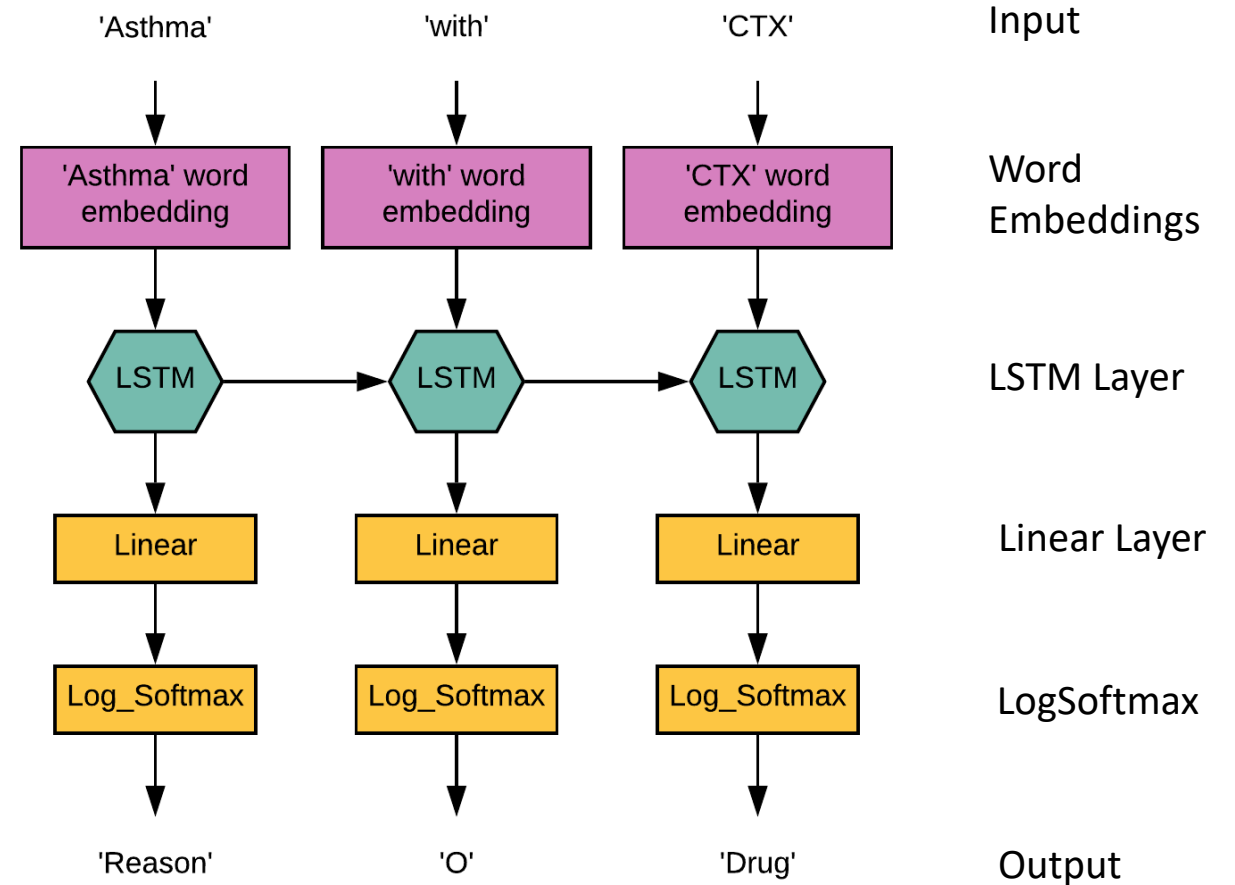 'Asthma' 'with' 'CTX' Input
'Asthma' word 'with' word 'CTX' word Word
embedding embedding embedding Embeddings
LSTM LSTM LSTM LSTM Layer
Linear Linear Linear Linear Layer
Log_Softmax Log_Softmax Log_Softmax LogSoftmax
'Reason' 'O' 'Drug' Output